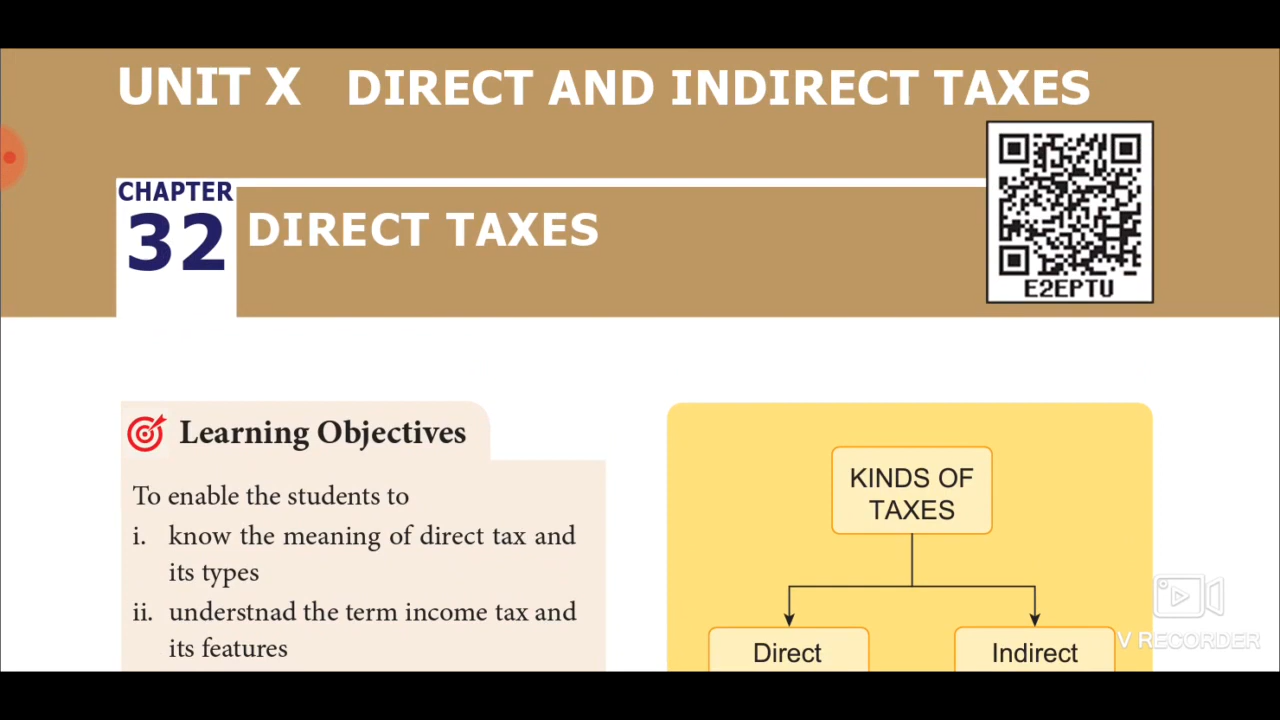 UNIT X DIRECT AND INDIRECT TAXES
CHAPTER
32
DIRECT TAXES
E2EPTU
Learning Objectives
To enable the students to
i. know the meaning of direct tax and
its types
ii. understnad the term income tax and
its features
KINDS OF
TAXES
Direct
Indirect
V RECORDER